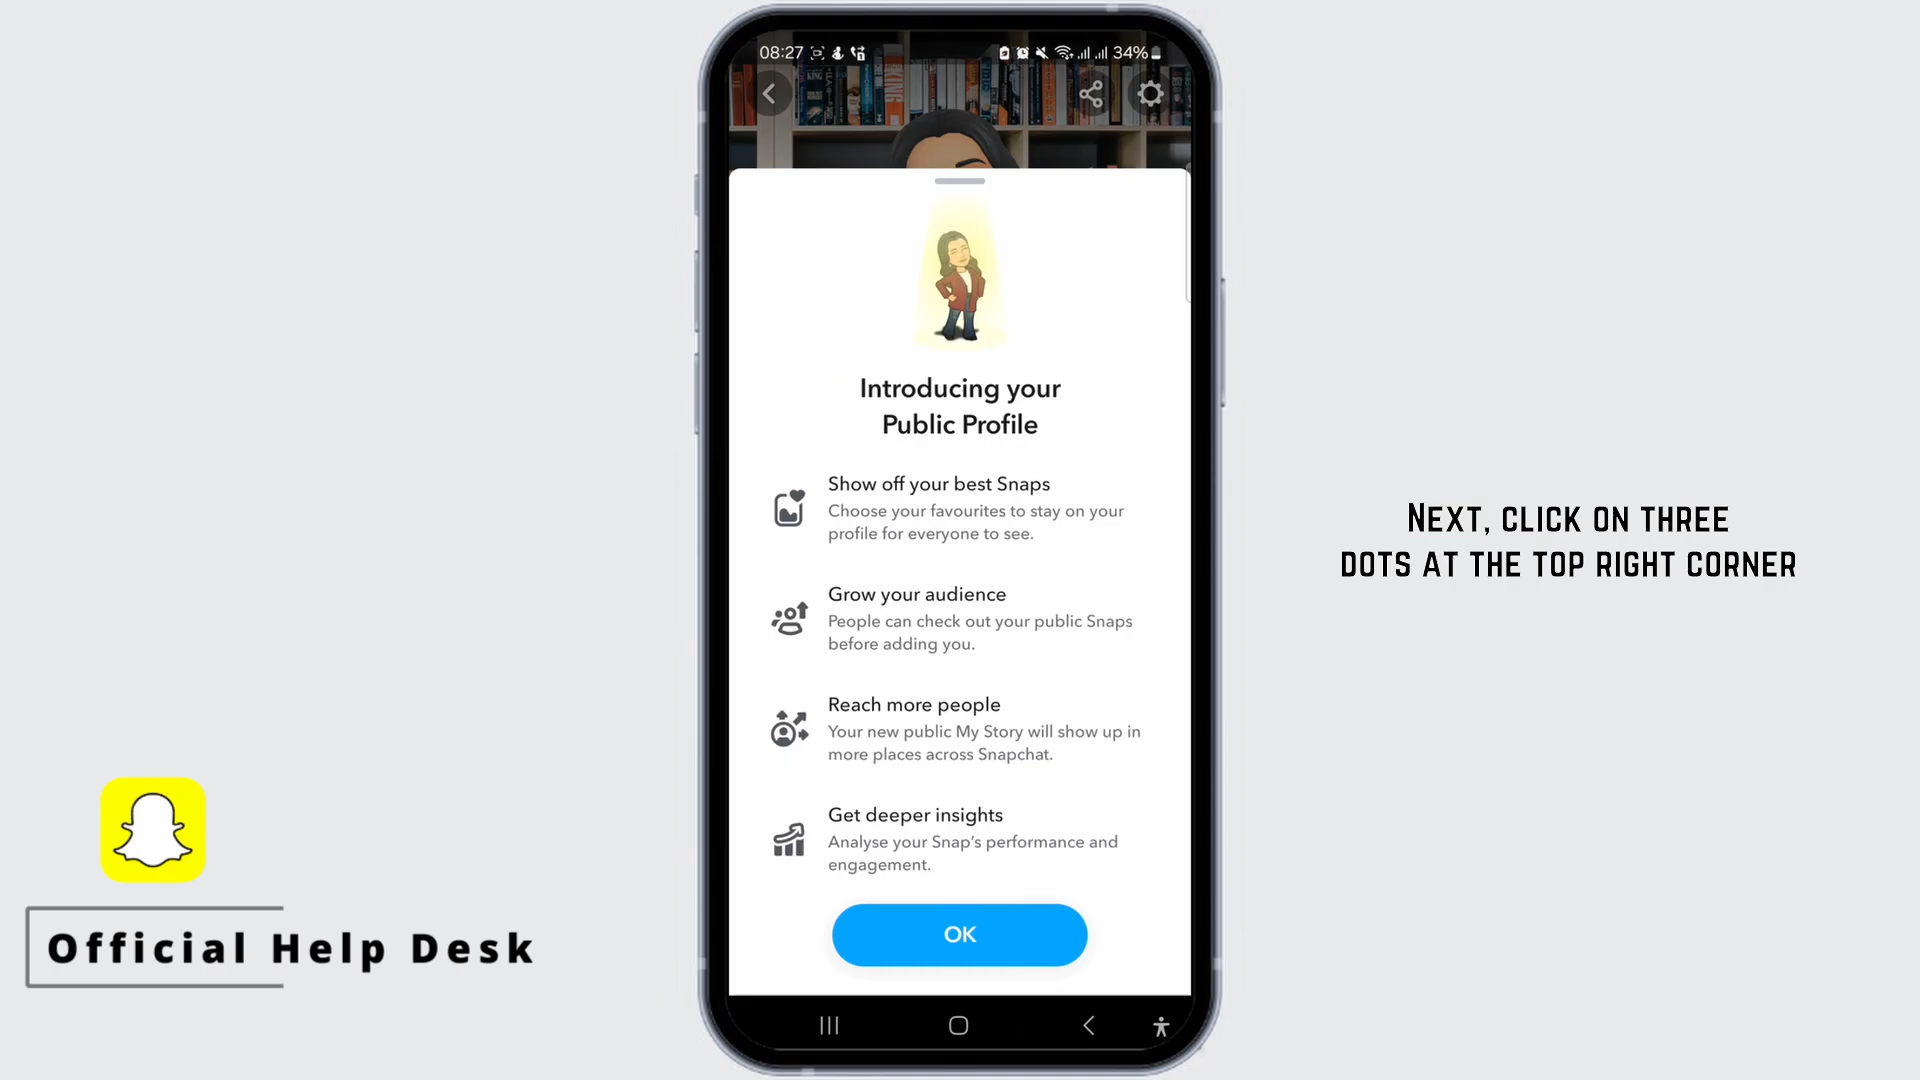 08:27
34%
KING
KING
Introducing your
Public Profile
Show off your best Snaps
Choose your favourites to stay on your
profile for everyone to see.
Grow your audience
People can check out your public Snaps
before adding you.
Reach more people
Your new public My Story will show up in
more places across Snapchat.
Get deeper insights
Analyse your Snap's performance and
engagement.
OK
NEXT, CLICK ON THREE
DOTS AT THE TOP RIGHT CORNER
Official Help Desk